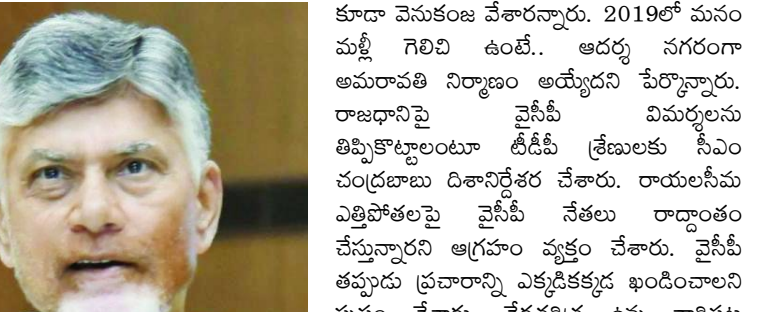 కూడా వెనుకంజ వేశారన్నారు. 2019లో మనం
మళ్లీ గెలిచి ఉంటే.. ఆదర్శ నగరంగా
అమరావతి నిర్మాణం అయ్యేదని పేర్కొన్నారు.
రాజధానిపై వైసీపీ విమర్శలను
తిప్పికొట్టాలంటూ టీడీపీ శ్రేణులకు సీఎం
చంద్రబాబు దిశానిర్దేశర చేశారు. రాయలసీమ
ఎత్తిపోతలపై వైసీపీ నేతలు రాద్దాంతం
చేస్తున్నారని ఆగ్రహం వ్యక్తం చేశారు. వైసీపీ
తప్పుడు ప్రచారాన్ని ఎక్కడికక్కడ ఖండించాలని